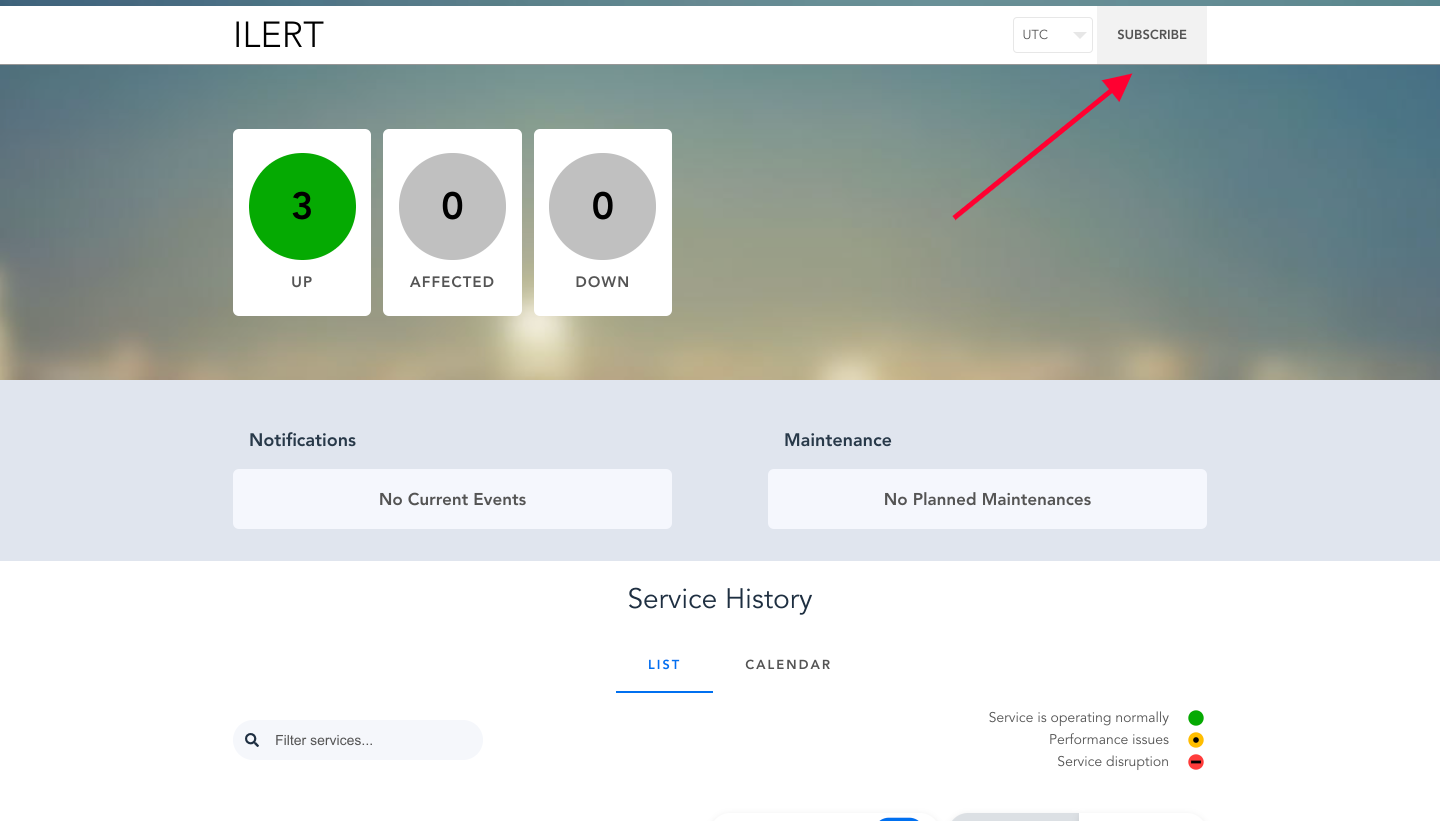 ILERT
UTC
SUBSCRIBE
3
0
0
UP
AFFECTED
DOWN
Notifications
Maintenance
No Current Events
No Planned Maintenances
Service History
LIST
CALENDAR
Service is operating normally
Performance issues
Service disruption
Filter services...